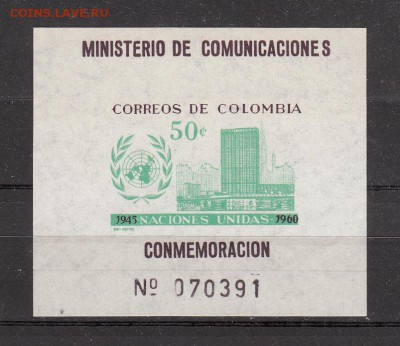 COINS.LAVE.RU
MINISTERIO DE COMUNICACIONES
CORREOS DE COLOMBIA
50¢
1945 NACIONES UNIDAS-1960
CONMEMORACION
Nº 070391